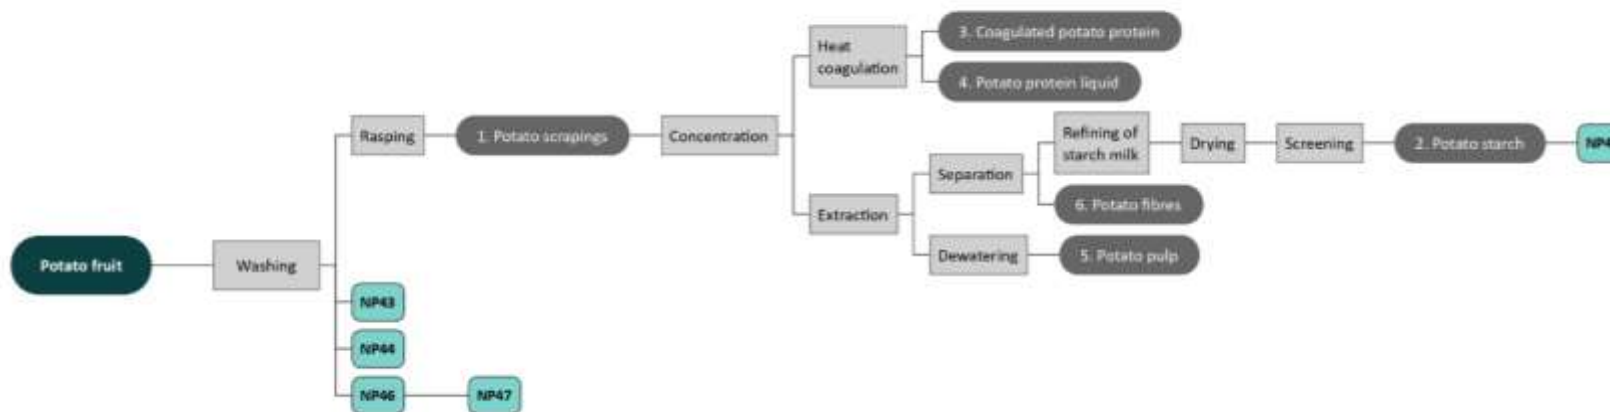 3. Coagulated potato protein
Heat
coagulation
4. Potato protein liquid
Rasping
1. Potato scrapings
Concentration
Refining of
starch milk
Drying
Screening
2. Potato starch
Separation
6. Potato fibres
Extraction
Dewatering
5. Potato pulp
Potato fruit
Washing
NP43
NP44
NP46
NP47